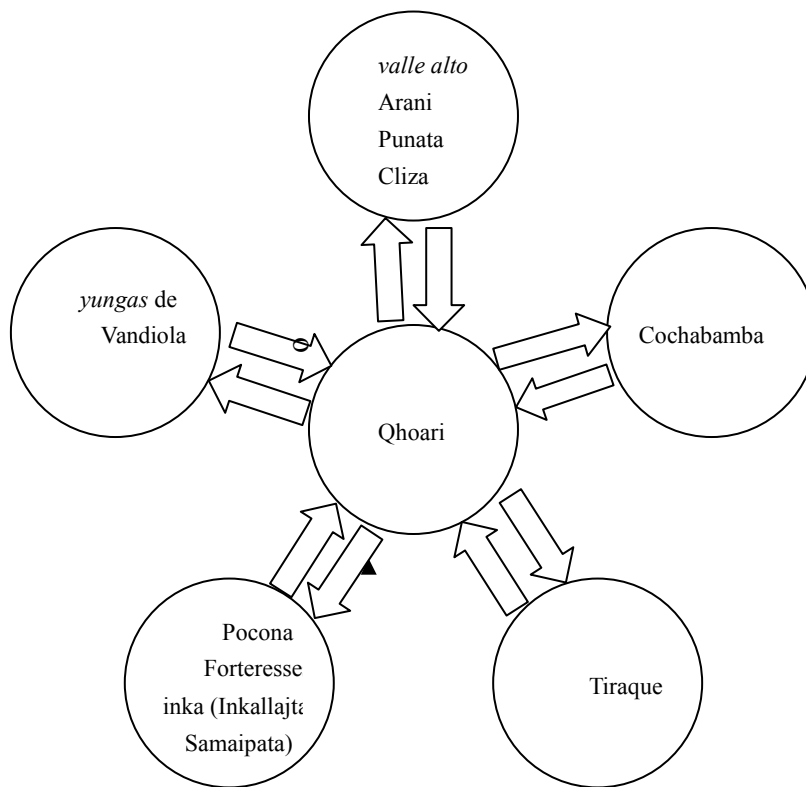 valle alto
Arani
Punata
Cliza
yungas de
Vandiola
Cochabamba
Qhoari
Pocona
Forteresse
inka (Inkallajta
Samaipata)
Tiraque